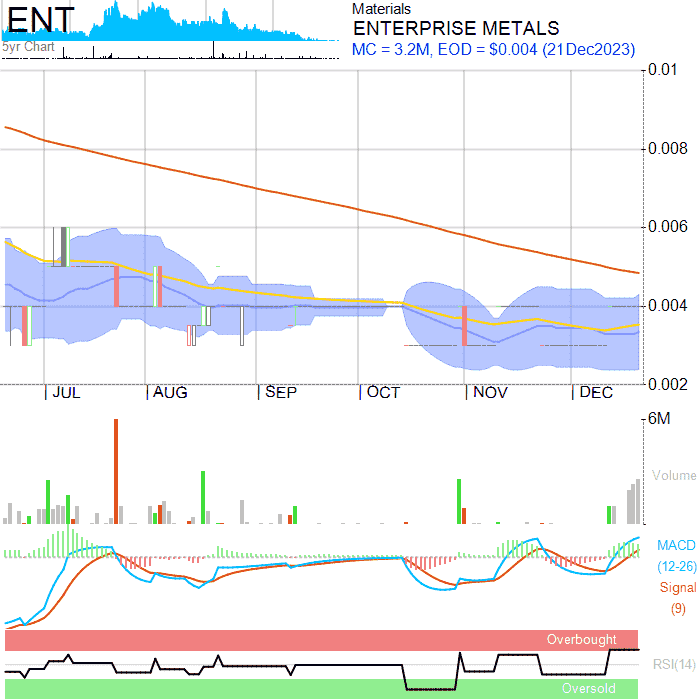 ENT
5yr Chart
Materials
ENTERPRISE METALS
MC = 3.2M, EOD = $0.004 (21Dec2023)
0.01
0.008
0.006
0.004
0.002
JUL AUG SEP OCT NOV DEC
6M
Volume
MACD
(12-26)
Signal
(9)
Overbought
RSI(14)
Oversold